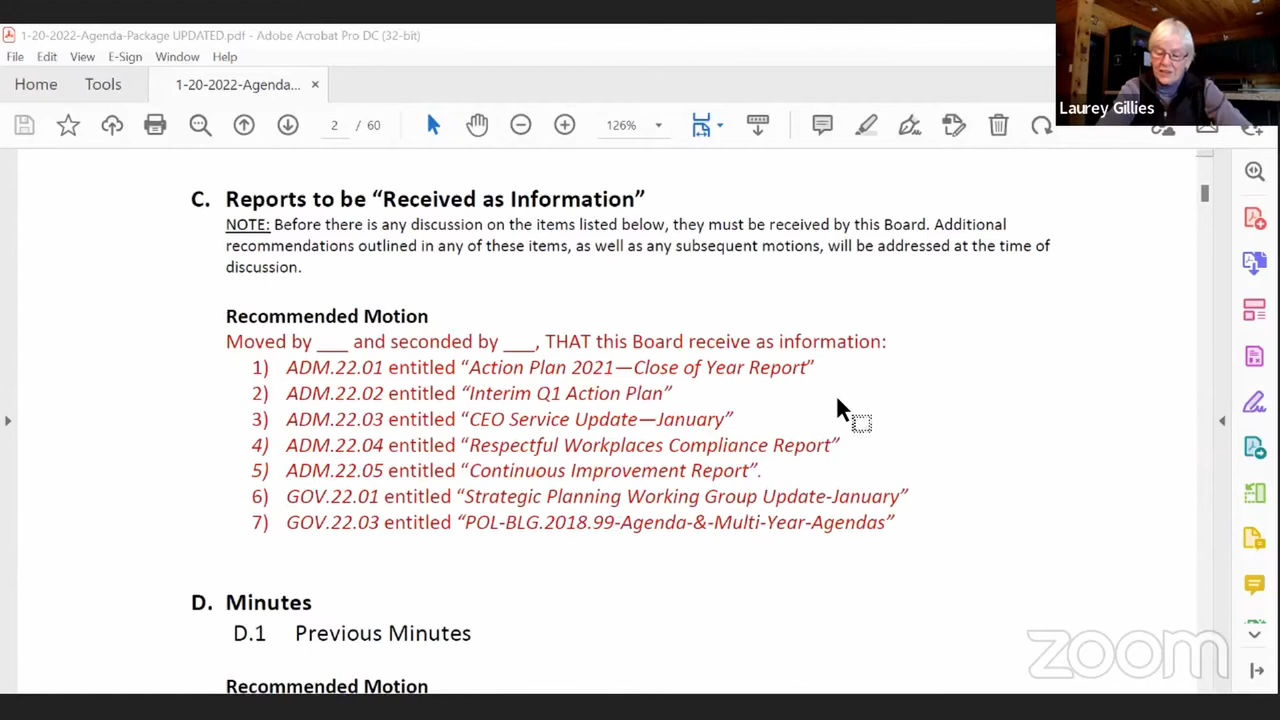 1-20-2022-Agenda-Package UPDATED.pdf - Adobe Acrobat Pro DC (32-bit)
File Edit View E-Sign Window Help
Home Tools 1-20-2022-Agenda... ×
2 / 60 126%
Laurey Gillies
C. Reports to be “Received as Information”
NOTE: Before there is any discussion on the items listed below, they must be received by this Board. Additional
recommendations outlined in any of these items, as well as any subsequent motions, will be addressed at the time of
discussion.
Recommended Motion
Moved by ___ and seconded by ___, THAT this Board receive as information:
1) ADM.22.01 entitled “Action Plan 2021—Close of Year Report”
2) ADM.22.02 entitled “Interim Q1 Action Plan”
3) ADM.22.03 entitled “CEO Service Update—January”
4) ADM.22.04 entitled “Respectful Workplaces Compliance Report”
5) ADM.22.05 entitled “Continuous Improvement Report”.
6) GOV.22.01 entitled “Strategic Planning Working Group Update-January”
7) GOV.22.03 entitled “POL-BLG.2018.99-Agenda-&-Multi-Year-Agendas”
D. Minutes
D.1 Previous Minutes
Recommended Motion
zoom